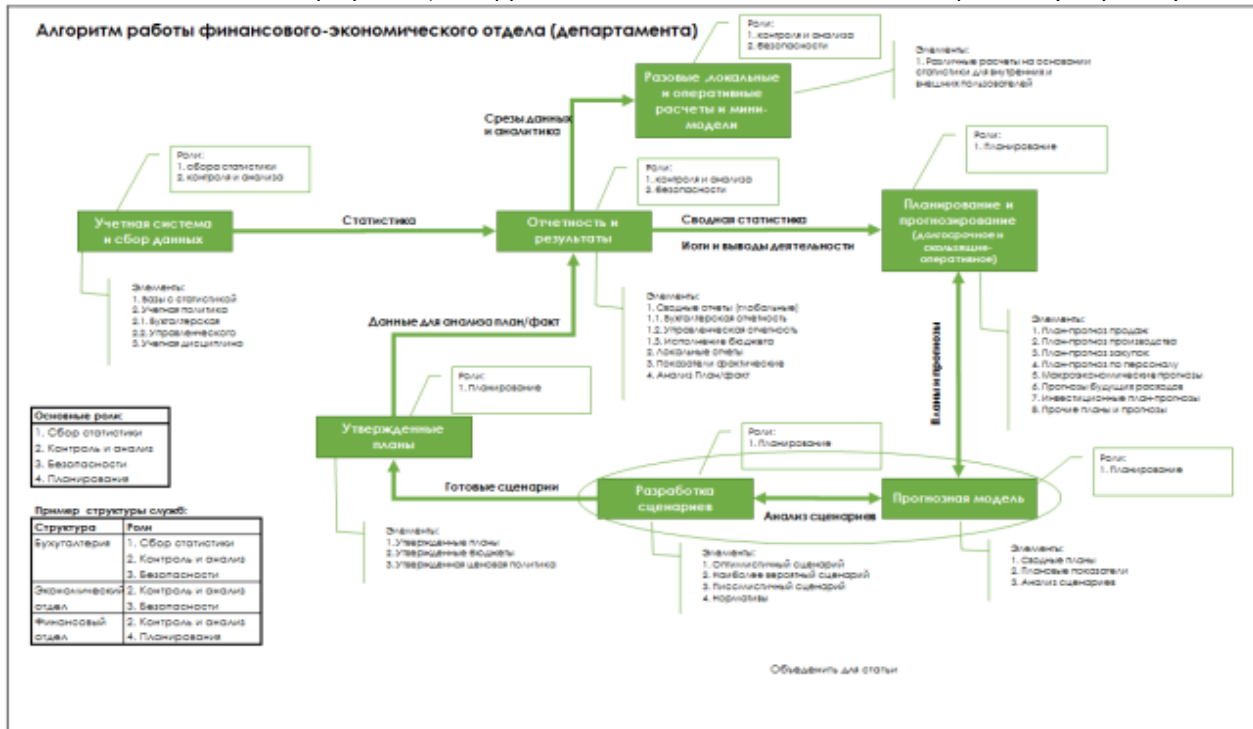 Алгоритм работы финансового-экономического отдела (департамента)
Роли:
1. контроля и анализа
2. Безопасности
Элементы:
1. Различные расчеты на основании
статистики для внутренних и
внешних пользователей
Разовые ,локальные
и оперативные
расчеты и мини-
модели
Срезы данных
и аналитика
Роли:
1. сбора статистики
2. контроля и анализа
Роли:
1. контроля и анализа
2. Безопасности
Роли:
1. Планирование
Учетная система
и сбор данных
Статистика
Отчетность и
результаты
Сводная статистика
Иоги и выводы деятельности
Планирование и
прогнозирование
(долгосрочное и
скользящие-
оперативное)
Элементы:
1. Базы с статистикой
2. Учетная политика
2.1. Бухгалтерская
2.2. Управленческого
3. Учетная дисциплина
Данные для анализа план/факт
Элементы:
1. Сводные отчеты (глобальные)
1.1. Бухгалтерская отчетность
1.2. Управленческая отчетность
1.3. Исполнение бюджета
2. Локальные отчеты
3. Показатели фактические
4. Анализ План/факт
Элементы:
1. План-прогноз продаж
2. План-прогноз производства
3. План-прогноз закупок
4. План-прогноз по персоналу
5. Макроэкономические прогнозы
6. Прогнозы будущих расходов
7. Инвестиционные план-прогнозы
8. Прочие планы и прогнозы
Планы и прогнозы
Роли:
1. Планирование
Утвержденные
планы
Основные роли:
1. Сбор статистики
2. Контроль и анализ
3. Безопасности
4. Планирования
Роли:
1. Планирование
Роли:
1. Планирование
Готовые сценарии
Разработка
сценариев
Анализ сценариев
Прогнозная модель
Элементы:
1. Утвержденные планы
2. Утвержденные бюджеты
3. Утвержденная ценовая политика
Элементы:
1. Оптимистичный сценарий
2. Наиболее вероятный сценарий
3. Писсимистичный сценарий
4. Нормативы
Элементы:
1. Сводные планы
2. Плановые показатели
3. Анализ сценариев
Пример структуры служб:
Структура Роли
Бухугалтерия 1. Сбор статистики
2. Контроль и анализ
3. Безопасности
Экономический 2. Контроль и анализ
отдел 3. Безопасности
Финансовый 2. Контроль и анализ
отдел 4. Планирования
Объеденить для статьи